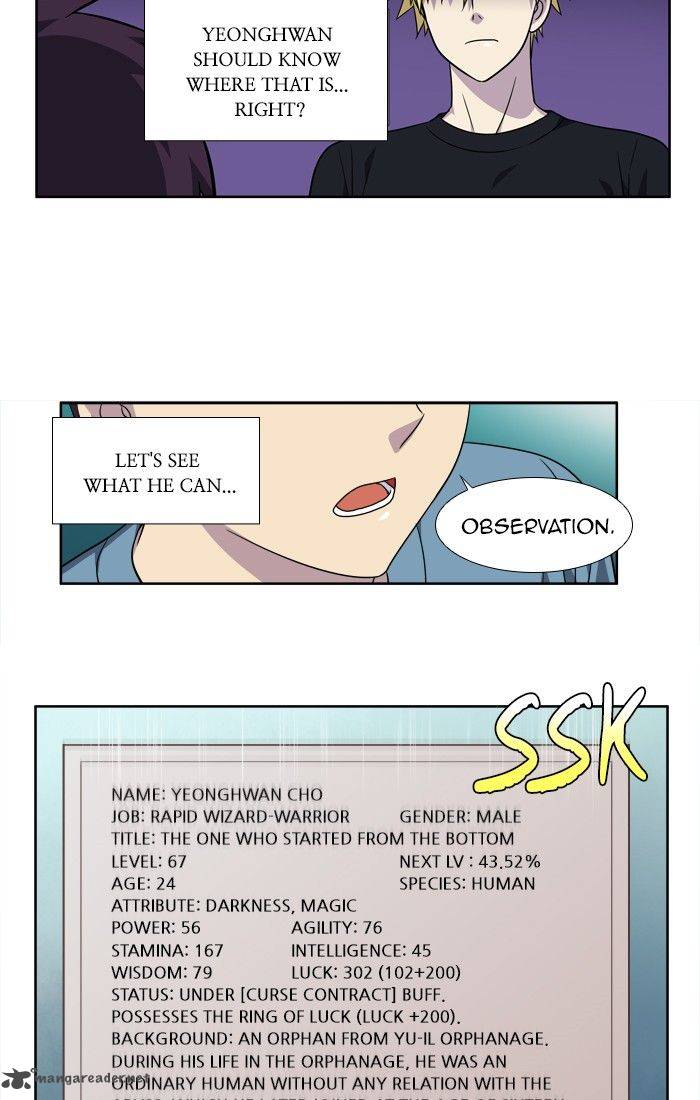 YEONGHWAN
SHOULD KNOW
WHERE THAT IS...
RIGHT?
LET'S SEE
WHAT HE CAN...
OBSERVATION.
SSK
NAME: YEONGHWAN CHO
JOB: RAPID WIZARD-WARRIOR GENDER: MALE
TITLE: THE ONE WHO STARTED FROM THE BOTTOM
LEVEL: 67 NEXT LV : 43.52%
AGE: 24 SPECIES: HUMAN
ATTRIBUTE: DARKNESS, MAGIC
POWER: 56 AGILITY: 76
STAMINA: 167 INTELLIGENCE: 45
WISDOM: 79 LUCK: 302 (102+200)
STATUS: UNDER [CURSE CONTRACT] BUFF.
POSSESSES THE RING OF LUCK (LUCK +200).
BACKGROUND: AN ORPHAN FROM YU-IL ORPHANAGE.
DURING HIS LIFE IN THE ORPHANAGE, HE WAS AN
ORDINARY HUMAN WITHOUT ANY RELATION WITH THE
mangareader.net